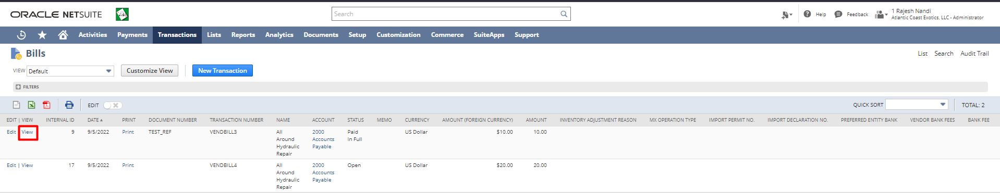 ORACLE NETSUITE
Search
Help
Feedback
1 Rajesh Nandi
Atlantic Coast Exotics, LLC - Administrator
Activities Payments Transactions Lists Reports Analytics Documents Setup Customization Commerce SuiteApps Support
Bills
List Search Audit Trail
VIEW Default Customize View New Transaction
FILTERS
EDIT QUICK SORT TOTAL: 2
EDIT | VIEW INTERNAL ID DATE PRINT DOCUMENT NUMBER TRANSACTION NUMBER NAME ACCOUNT STATUS MEMO CURRENCY AMOUNT (FOREIGN CURRENCY) AMOUNT INVENTORY ADJUSTMENT REASON MX OPERATION TYPE IMPORT PERMIT NO. IMPORT DECLARATION NO. PREFERRED ENTITY BANK VENDOR BANK FEES BANK FEE
Edit | View 9 9/5/2022 Print TEST_REF VENDBILL3 All 2000 Paid US Dollar $10.00 10.00
Around Accounts In Full
Hydraulic Payable
Repair
Edit | View 17 9/5/2022 Print VENDBILL4 All 2000 Open US Dollar $20.00 20.00
Around Accounts
Hydraulic Payable
Repair